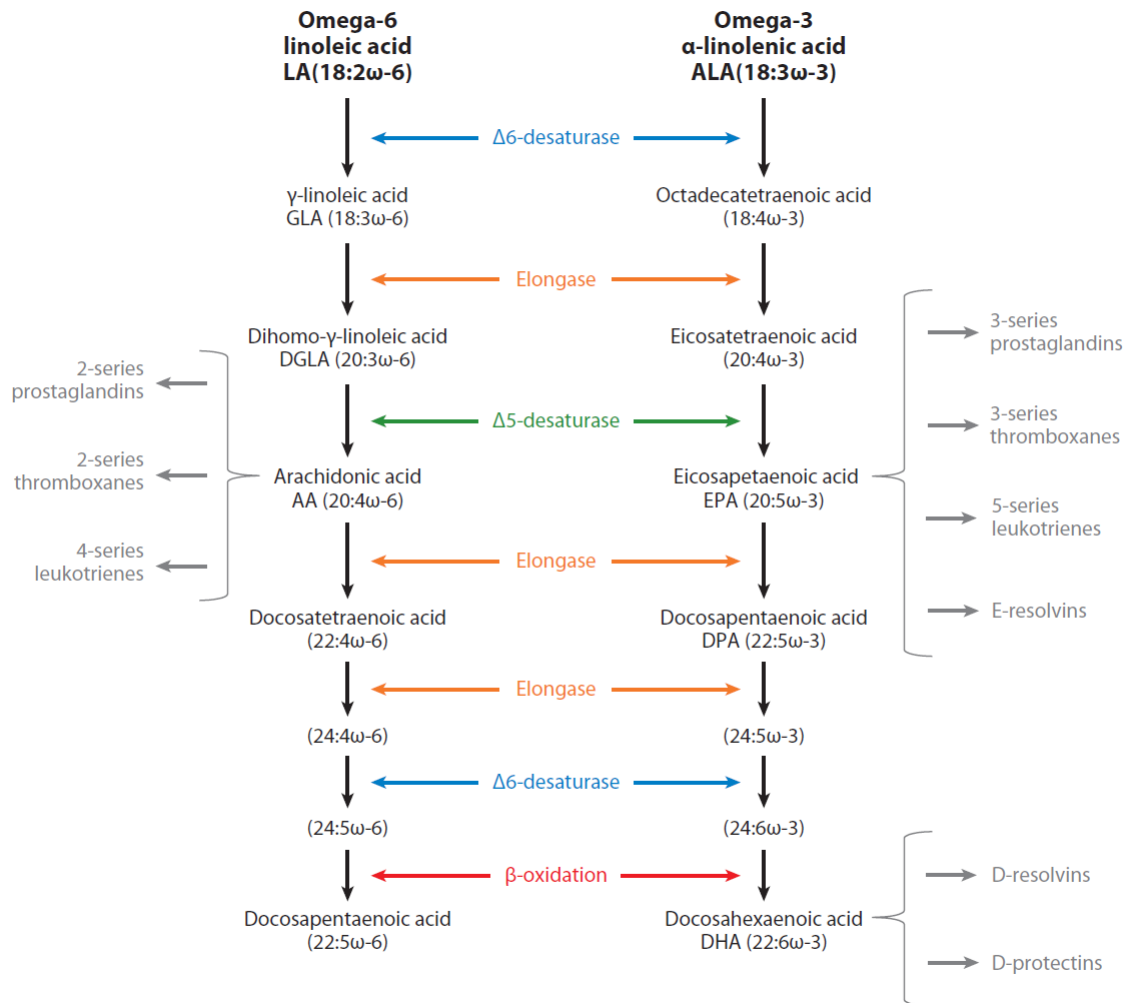 Omega-6
linoleic acid
LA(18:2ω-6)
Omega-3
α-linolenic acid
ALA(18:3ω-3)
Δ6-desaturase
γ-linoleic acid
GLA (18:3ω-6)
Octadecatetraenoic acid
(18:4ω-3)
Elongase
Dihomo-γ-linoleic acid
DGLA (20:3ω-6)
Eicosatetraenoic acid
(20:4ω-3)
3-series
prostaglandins
2-series
prostaglandins
Δ5-desaturase
3-series
thromboxanes
2-series
thromboxanes
Arachidonic acid
AA (20:4ω-6)
Eicosapetaenoic acid
EPA (20:5ω-3)
5-series
leukotrienes
4-series
leukotrienes
Elongase
E-resolvins
Docosatetraenoic acid
(22:4ω-6)
Docosapentaenoic acid
DPA (22:5ω-3)
Elongase
(24:4ω-6)
(24:5ω-3)
Δ6-desaturase
(24:5ω-6)
(24:6ω-3)
β-oxidation
D-resolvins
Docosapentaenoic acid
(22:5ω-6)
Docosahexaenoic acid
DHA (22:6ω-3)
D-protectins